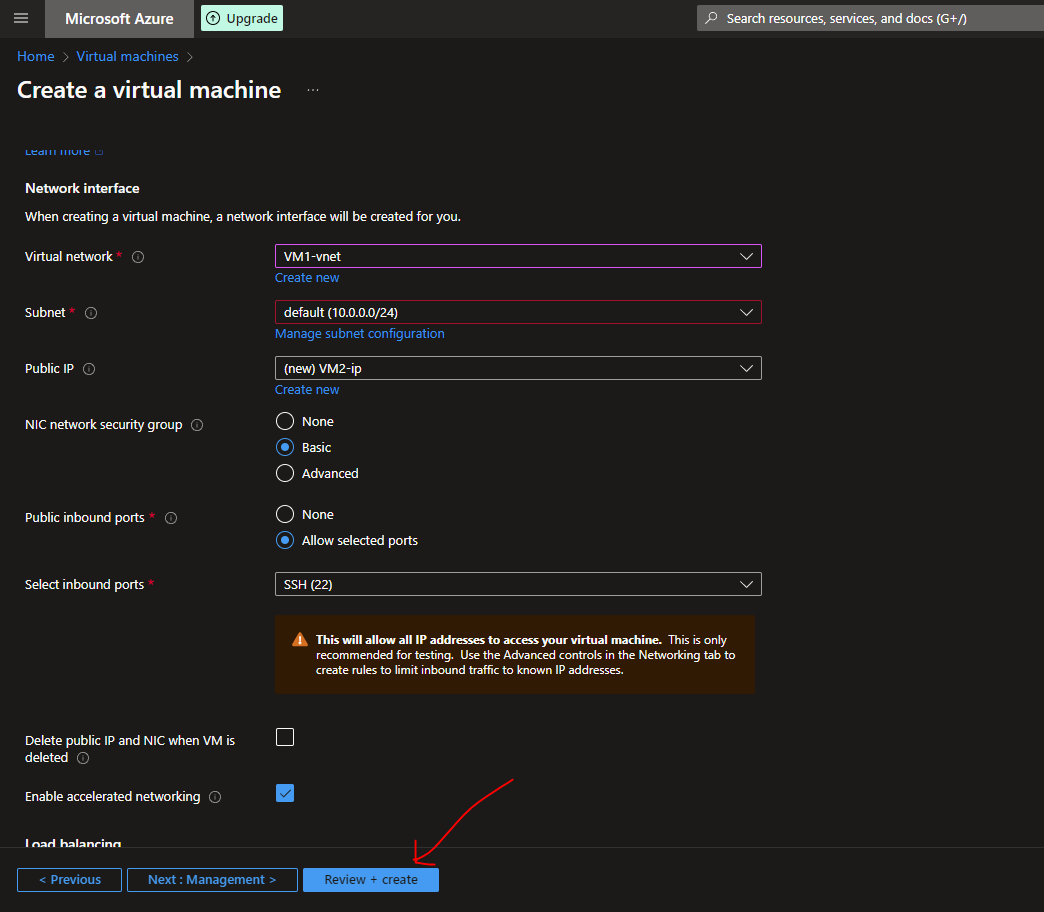 Microsoft Azure
Upgrade
Search resources, services, and docs (G+/)
Home > Virtual machines >
Create a virtual machine ...
Learn more
Network interface
When creating a virtual machine, a network interface will be created for you.
Virtual network *
VM1-vnet
Create new
Subnet *
default (10.0.0.0/24)
Manage subnet configuration
Public IP
(new) VM2-ip
Create new
NIC network security group
None
Basic
Advanced
Public inbound ports *
None
Allow selected ports
Select inbound ports *
SSH (22)
This will allow all IP addresses to access your virtual machine. This is only
recommended for testing. Use the Advanced controls in the Networking tab to
create rules to limit inbound traffic to known IP addresses.
Delete public IP and NIC when VM is
deleted
Enable accelerated networking
Load balancing
< Previous
Next : Management >
Review + create